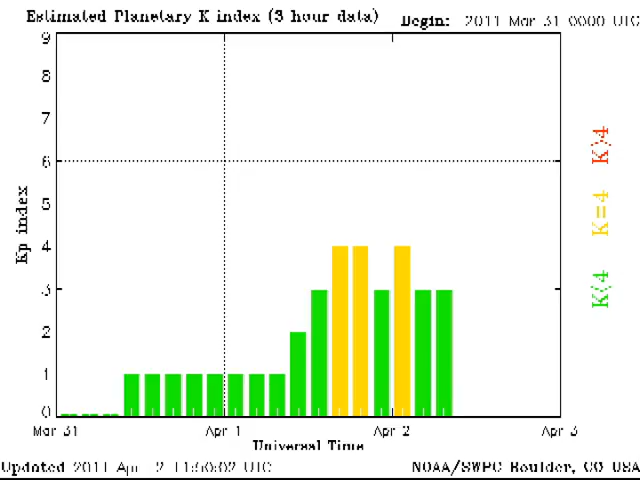 Estimated Planetary K index (3 hour data) Begin: 2011 Mar 31 0000 UTC
9
8
7
6
5
4
3
2
1
0
Kp index
K>4
K=4
K<4
Mar 31 Apr 1 Apr 2 Apr 3
Universal Time
Updated 2011 Apr 2 11:50:02 UTC NOAA/SWPC Boulder, CO USA